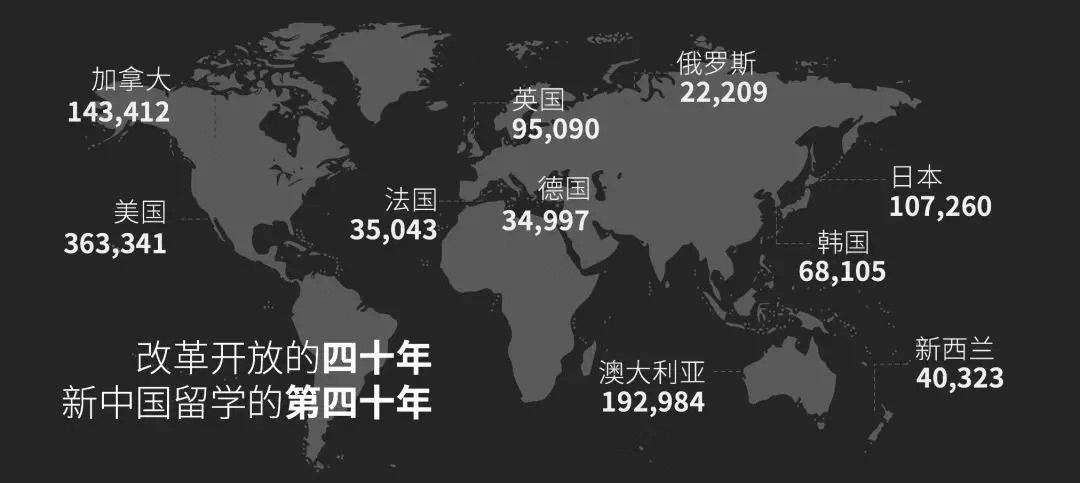 加拿大
143,412
俄罗斯
22,209
英国
95,090
日本
107,260
法国
35,043
德国
34,997
美国
363,341
韩国
68,105
改革开放的四十年
新中国留学的第四十年
澳大利亚
192,984
新西兰
40,323